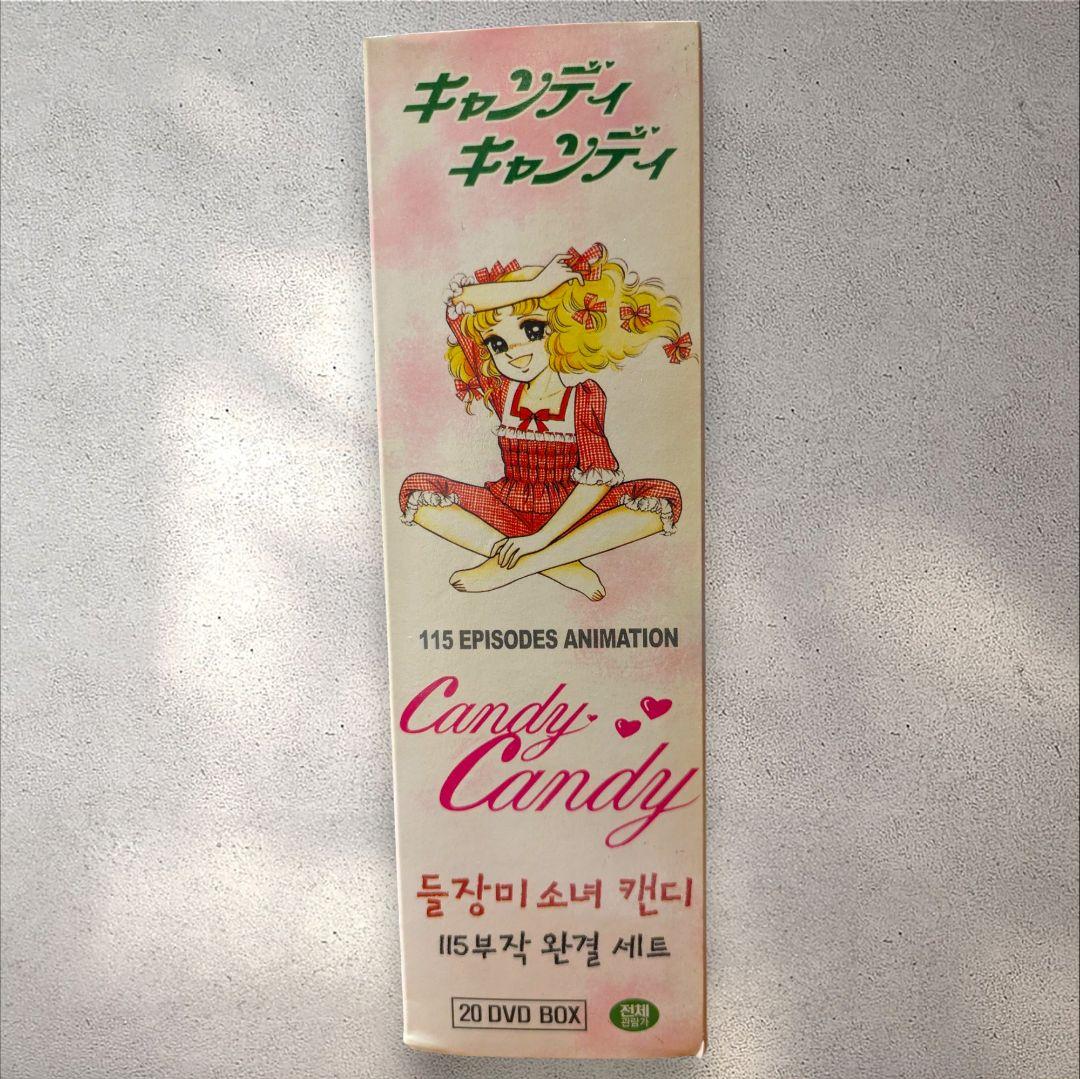 キャンディ
キャンディ
115 EPISODES ANIMATION
Candy
Candy
들장미 소녀 캔디
115부작 완결 세트
20 DVD BOX
전체
관람가